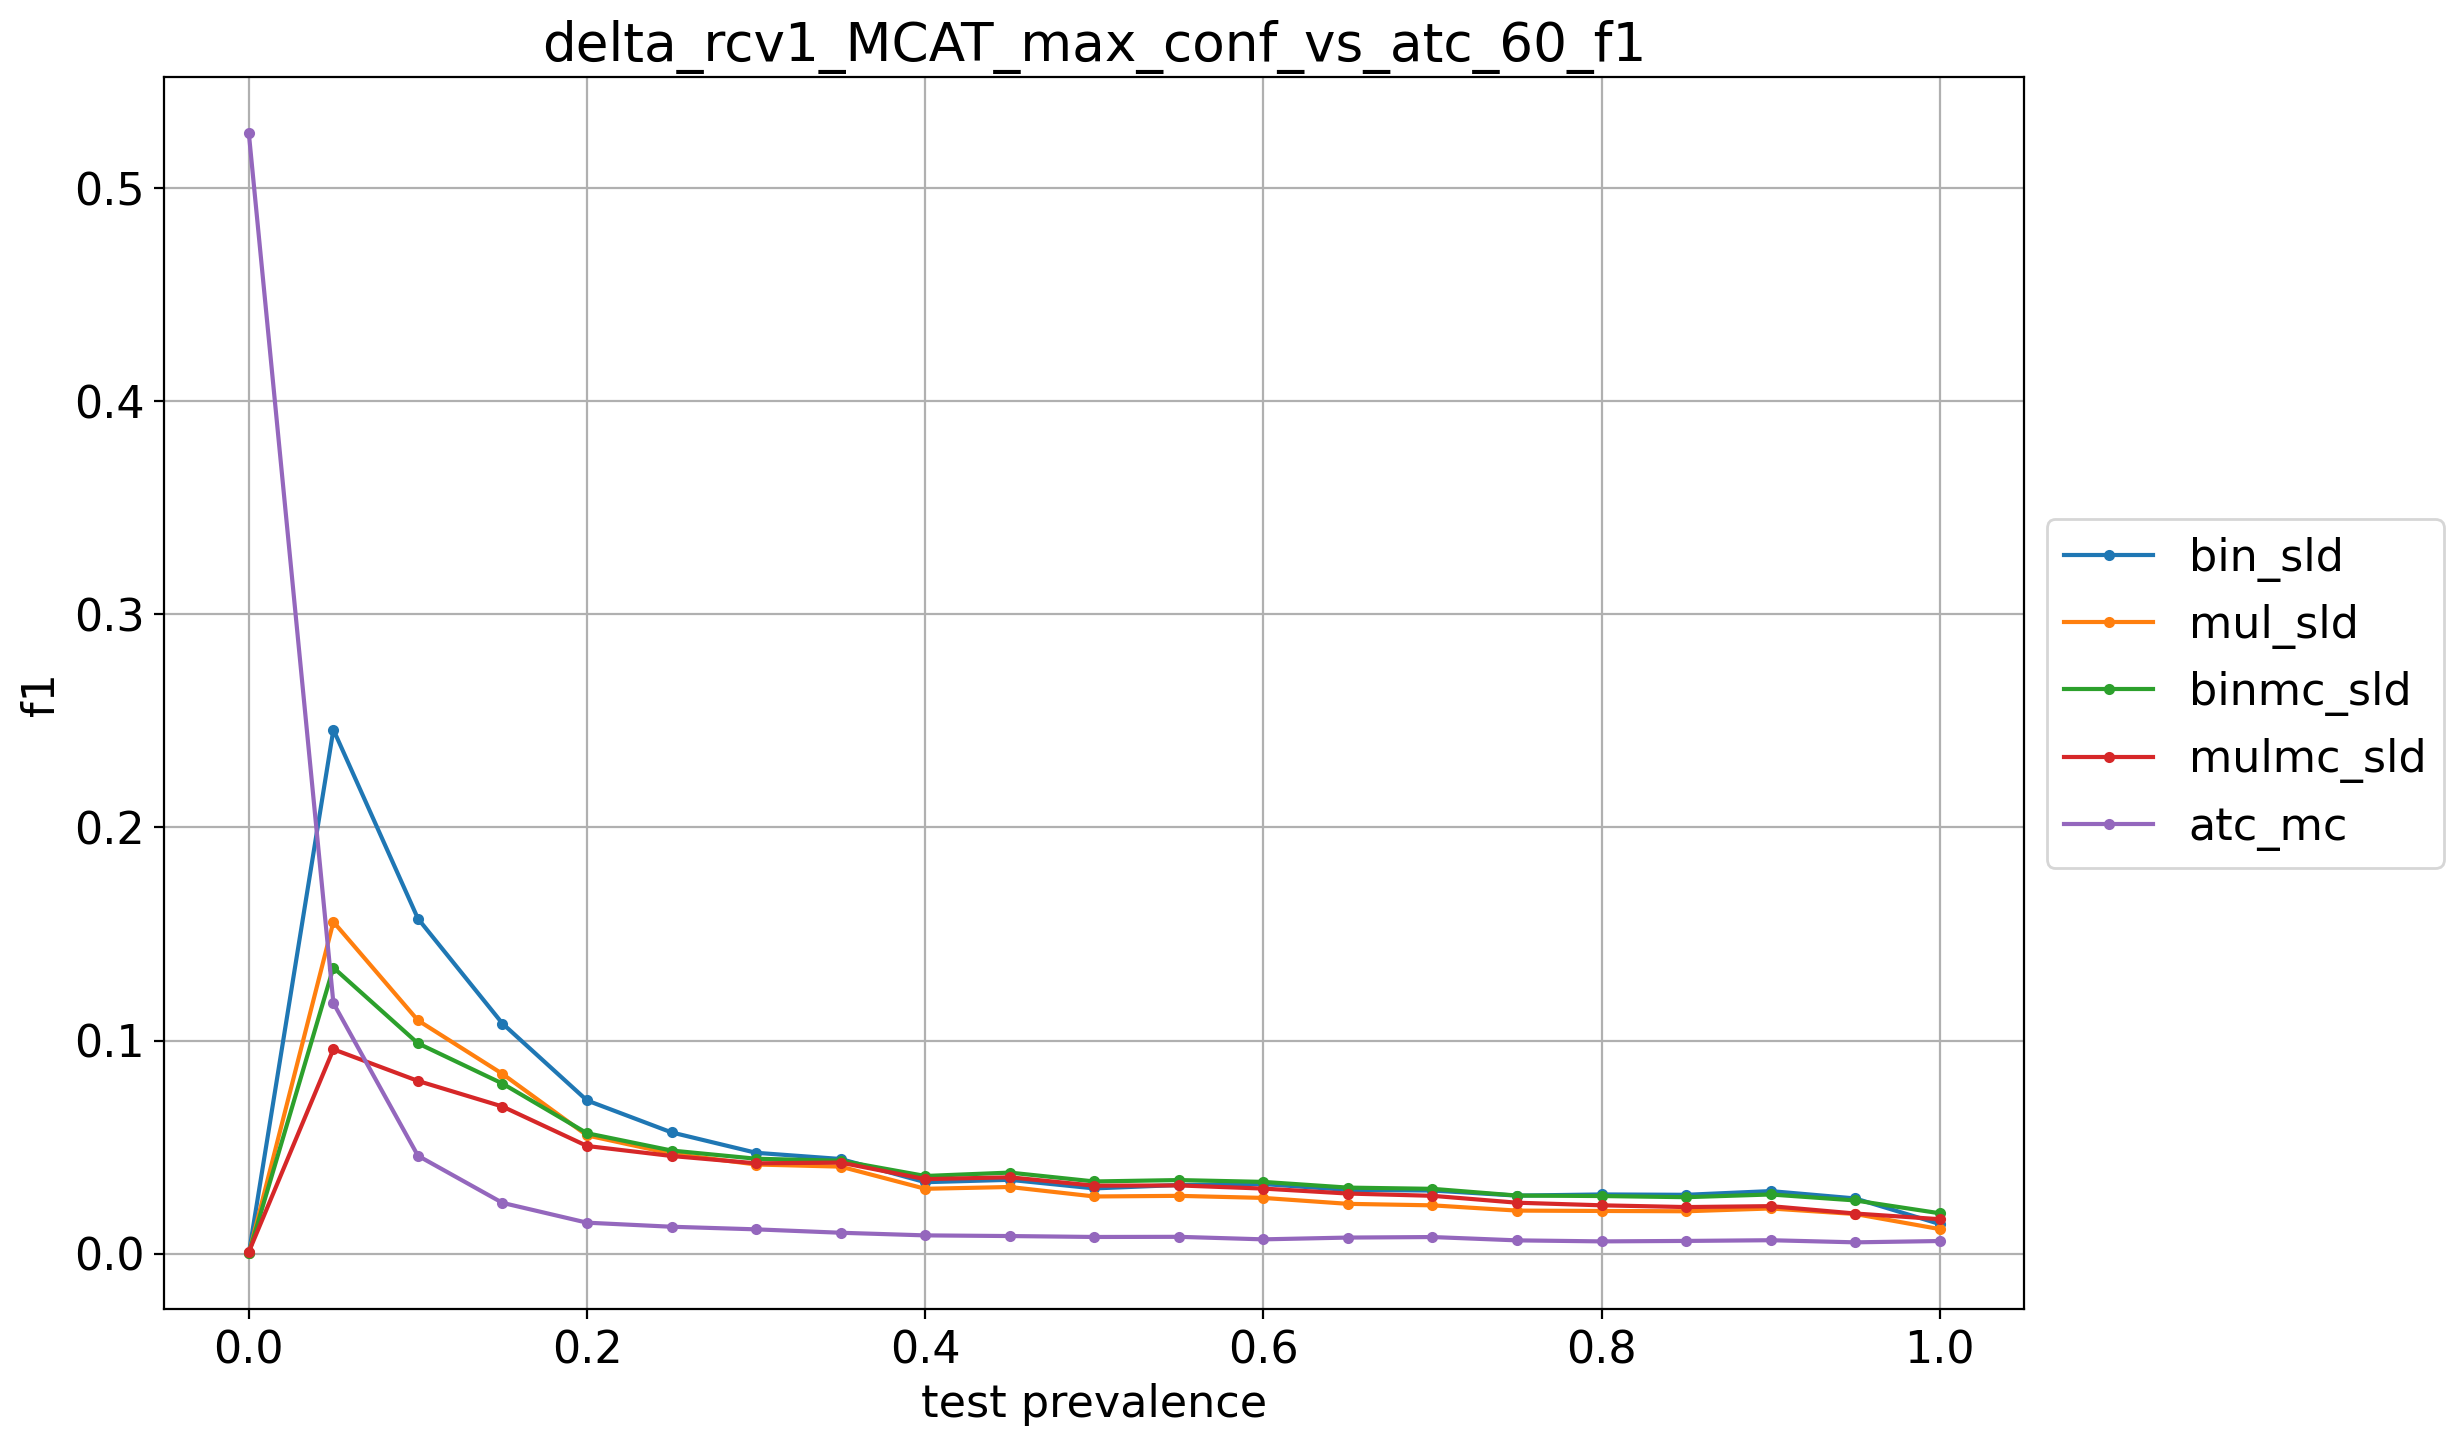 delta_rcv1_MCAT_max_conf_vs_atc_60_f1
0.5
0.4
0.3
0.2
0.1
0.0
f1
0.0 0.2 0.4 0.6 0.8 1.0
test prevalence
bin_sld
mul_sld
binmc_sld
mulmc_sld
atc_mc